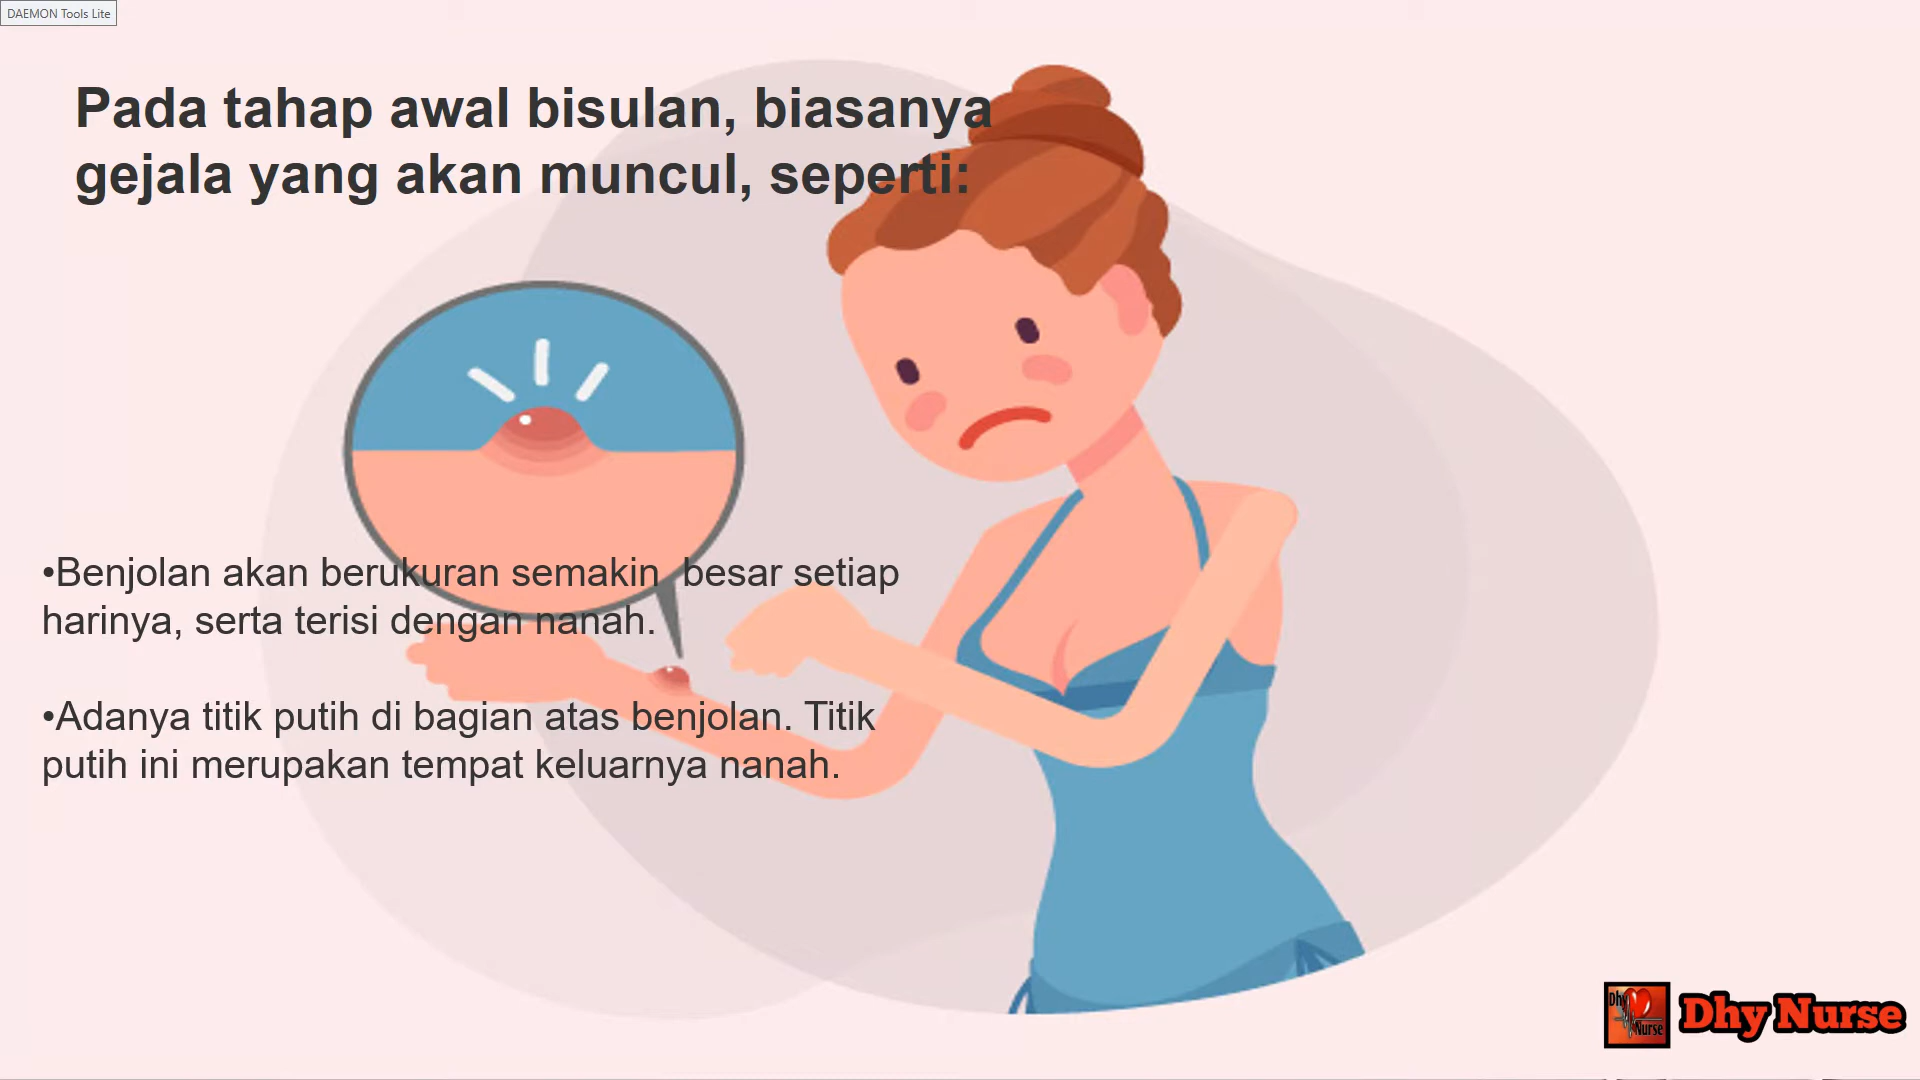 DAEMON Tools Lite
Pada tahap awal bisulan, biasanya
gejala yang akan muncul, seperti:
•Benjolan akan berukuran semakin  besar setiap
harinya, serta terisi dengan nanah.
•Adanya titik putih di bagian atas benjolan. Titik
putih ini merupakan tempat keluarnya nanah.
Dhy
Nurse
Dhy Nurse